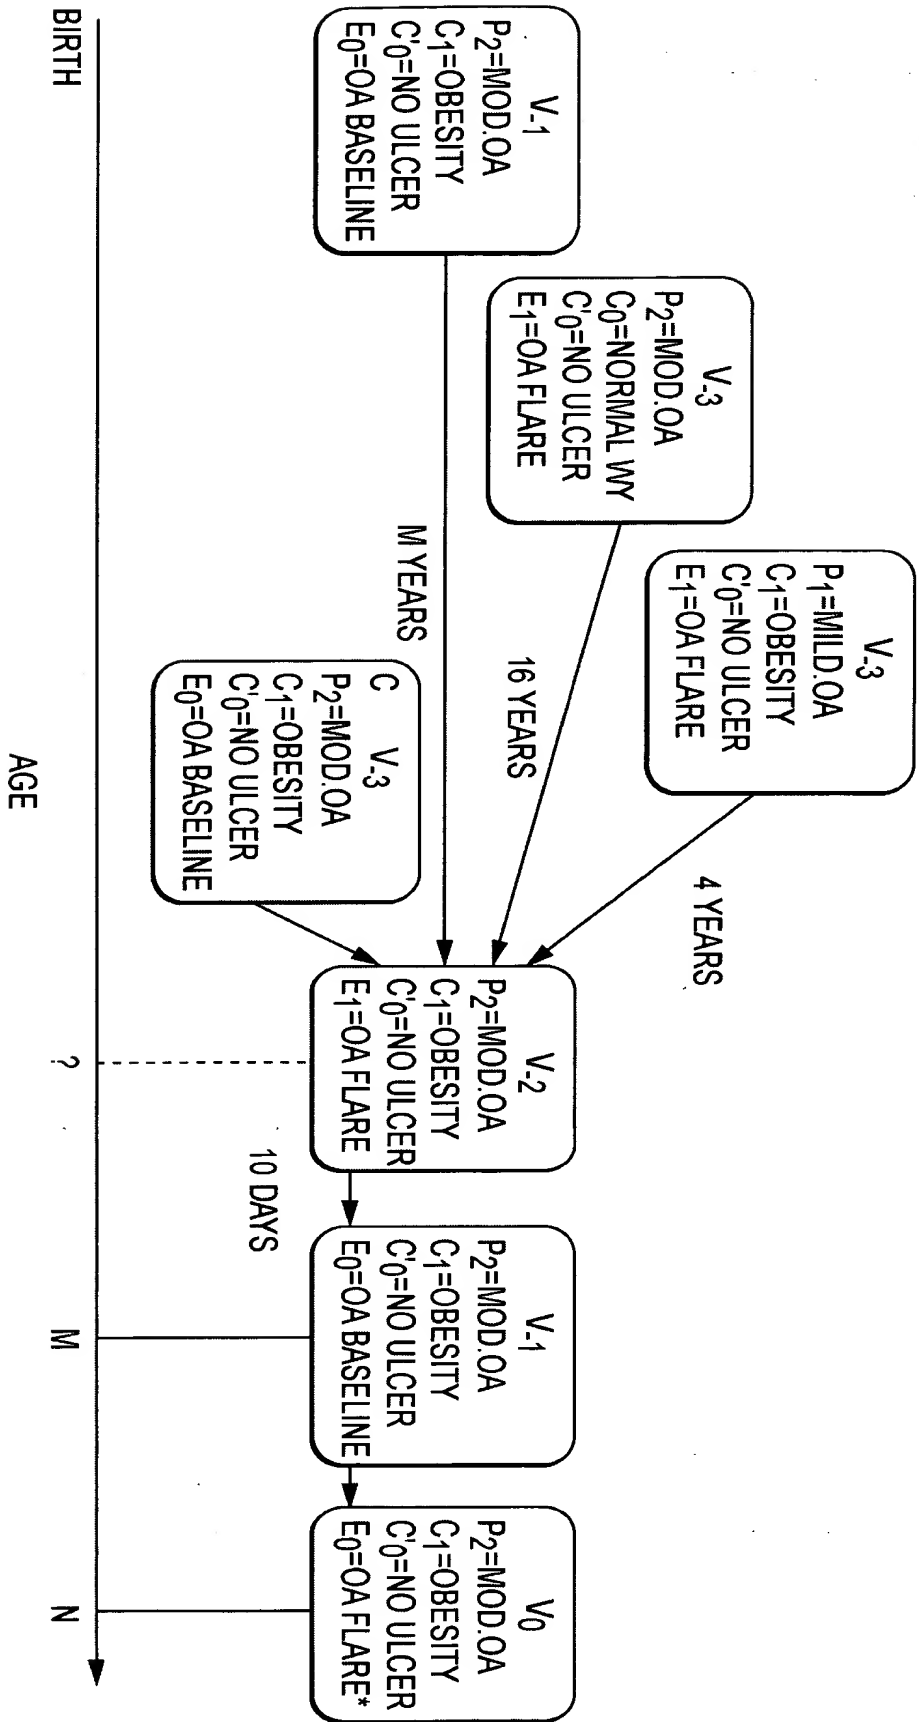 V-3
P1=MILD.OA
C1=OBESITY
C'0=NO ULCER
E1=OA FLARE
4 YEARS
V-3
P2=MOD.OA
C0=NORMAL WY
C'0=NO ULCER
E1=OA FLARE
16 YEARS
V-1
P2=MOD.OA
C1=OBESITY
C'0=NO ULCER
E0=OA BASELINE
M YEARS
C V-3
P2=MOD.OA
C1=OBESITY
C'0=NO ULCER
E0=OA BASELINE
V-2
P2=MOD.OA
C1=OBESITY
C'0=NO ULCER
E1=OA FLARE
10 DAYS
V-1
P2=MOD.OA
C1=OBESITY
C'0=NO ULCER
E0=OA BASELINE
V0
P2=MOD.OA
C1=OBESITY
C'0=NO ULCER
E0=OA FLARE*
BIRTH
?
M
N
AGE